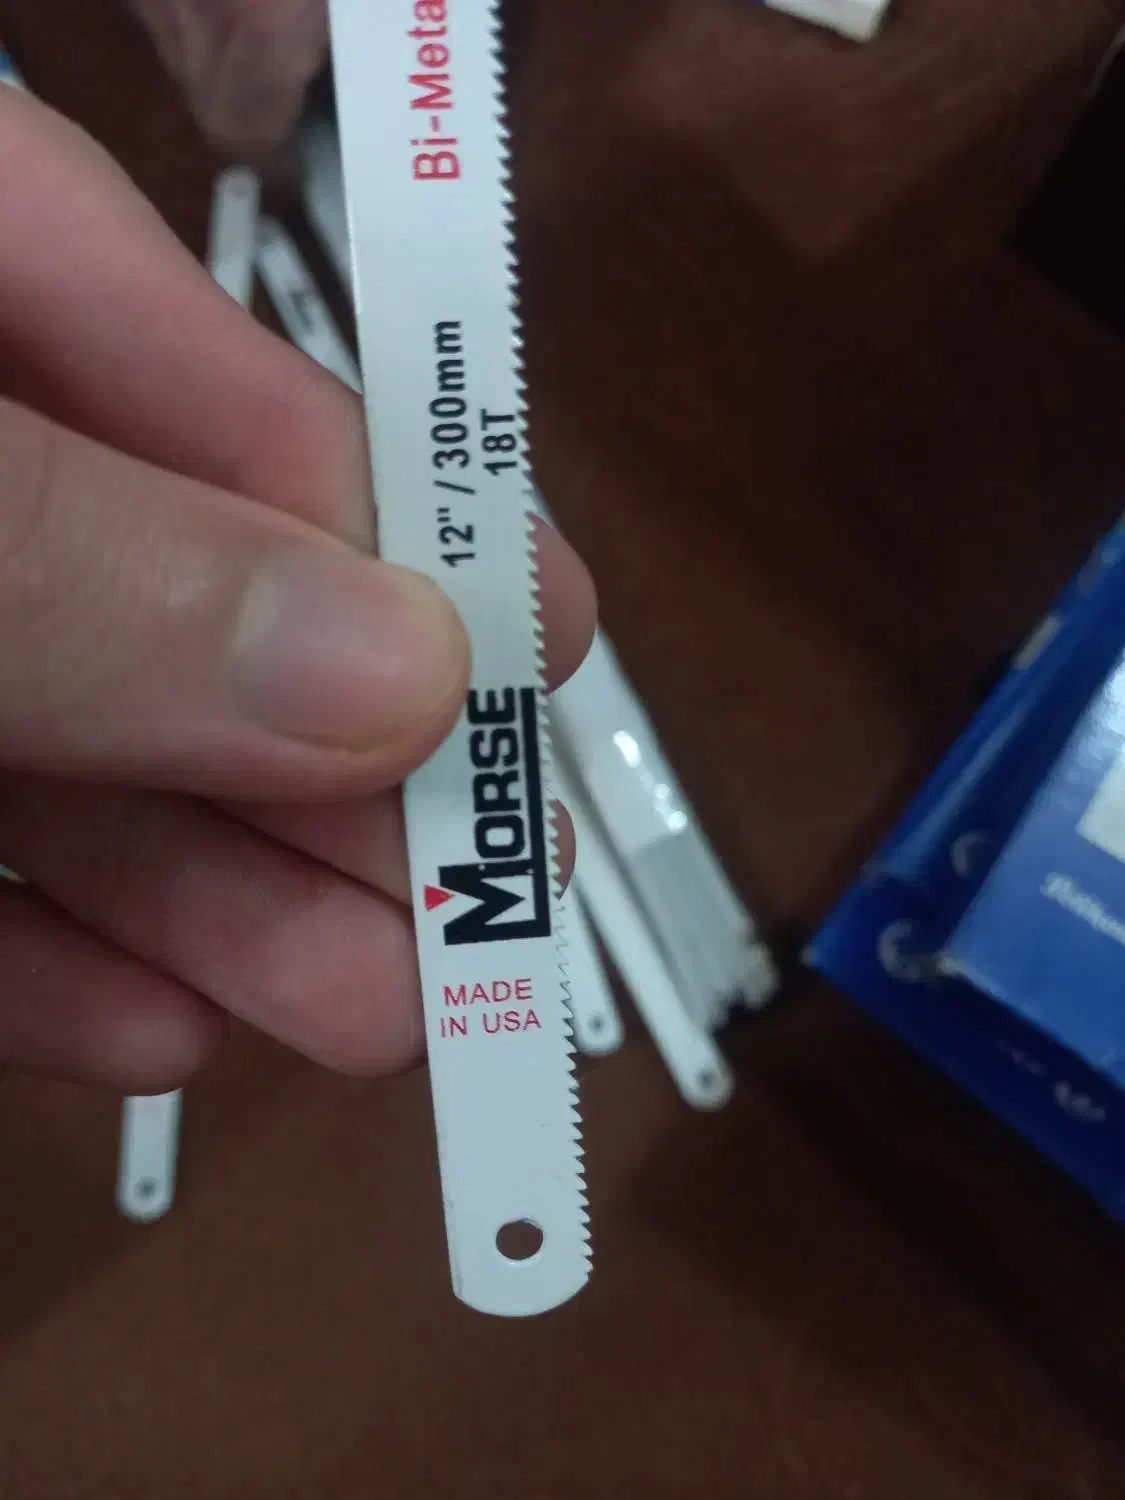 Bi-Meta
12" / 300mm
18T
MORSE
MADE
IN USA